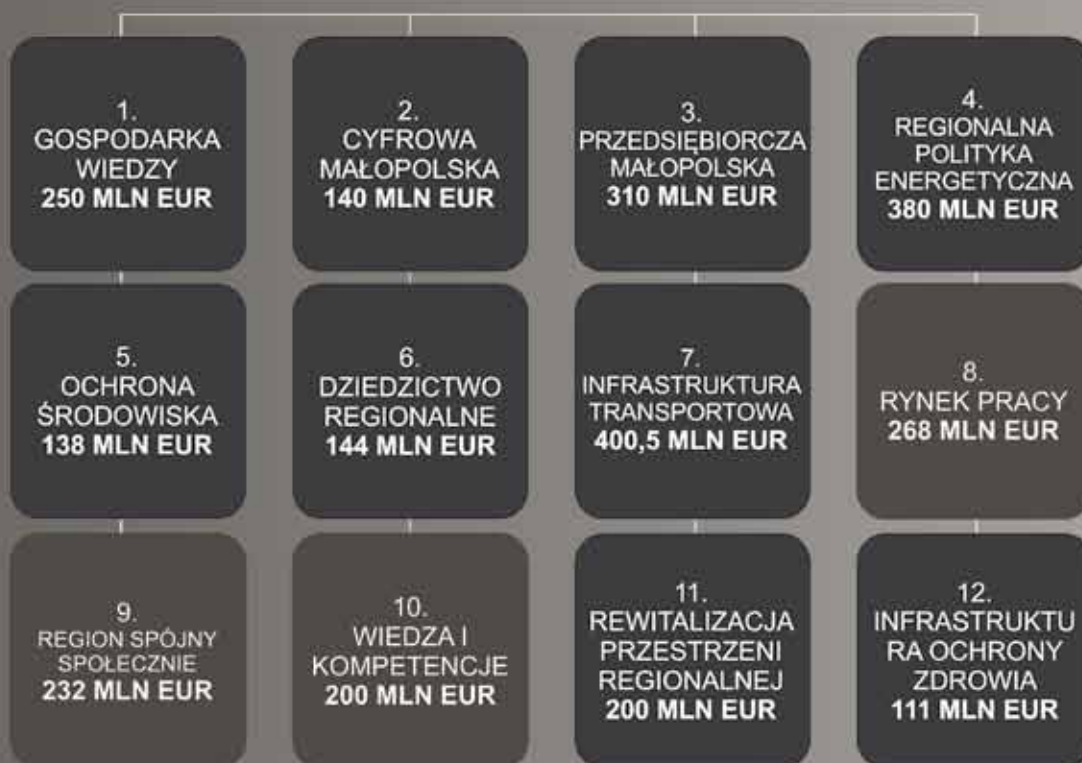 1.
GOSPODARKA
WIEDZY
250 MLN EUR
2.
CYFROWA
MAŁOPOLSKA
140 MLN EUR
3.
PRZEDSIĘBIORCZA
MAŁOPOLSKA
310 MLN EUR
4.
REGIONALNA
POLITYKA
ENERGETYCZNA
380 MLN EUR
5.
OCHRONA
ŚRODOWISKA
138 MLN EUR
6.
DZIEDZICTWO
REGIONALNE
144 MLN EUR
7.
INFRASTRUKTURA
TRANSPORTOWA
400,5 MLN EUR
8.
RYNEK PRACY
268 MLN EUR
9.
REGION SPÓJNY
SPOŁECZNIE
232 MLN EUR
10.
WIEDZA I
KOMPETENCJE
200 MLN EUR
11.
REWITALIZACJA
PRZESTRZENI
REGIONALNEJ
200 MLN EUR
12.
INFRASTRUKTU
RA OCHRONY
ZDROWIA
111 MLN EUR